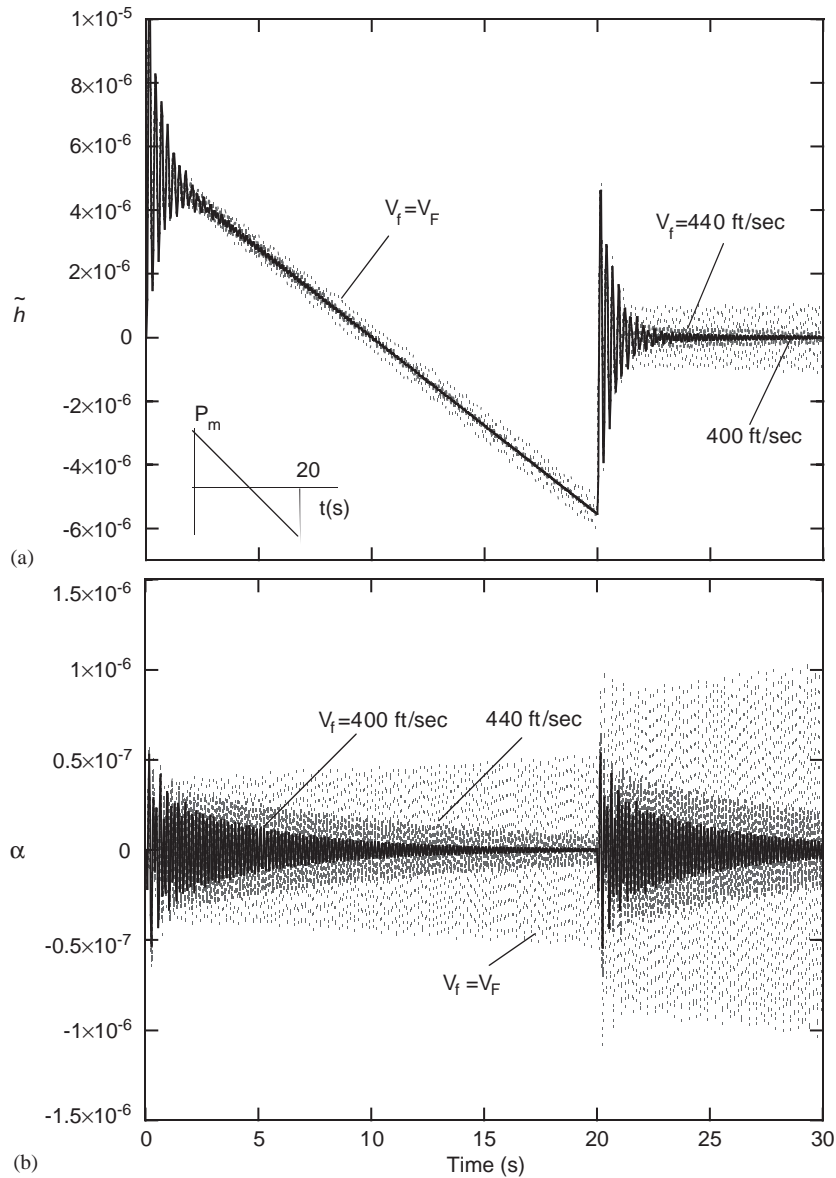 1×10⁻⁵
8×10⁻⁶
6×10⁻⁶
4×10⁻⁶
2×10⁻⁶
0
-2×10⁻⁶
-4×10⁻⁶
-6×10⁻⁶
h̃
V_f=V_F
V_f=440 ft/sec
400 ft/sec
P_m
20
t(s)
(a)
1.5×10⁻⁶
1×10⁻⁶
0.5×10⁻⁷
0
-0.5×10⁻⁷
-1×10⁻⁶
-1.5×10⁻⁶
α
V_f=400 ft/sec
440 ft/sec
V_f =V_F
0 5 10 15 20 25 30
Time (s)
(b)